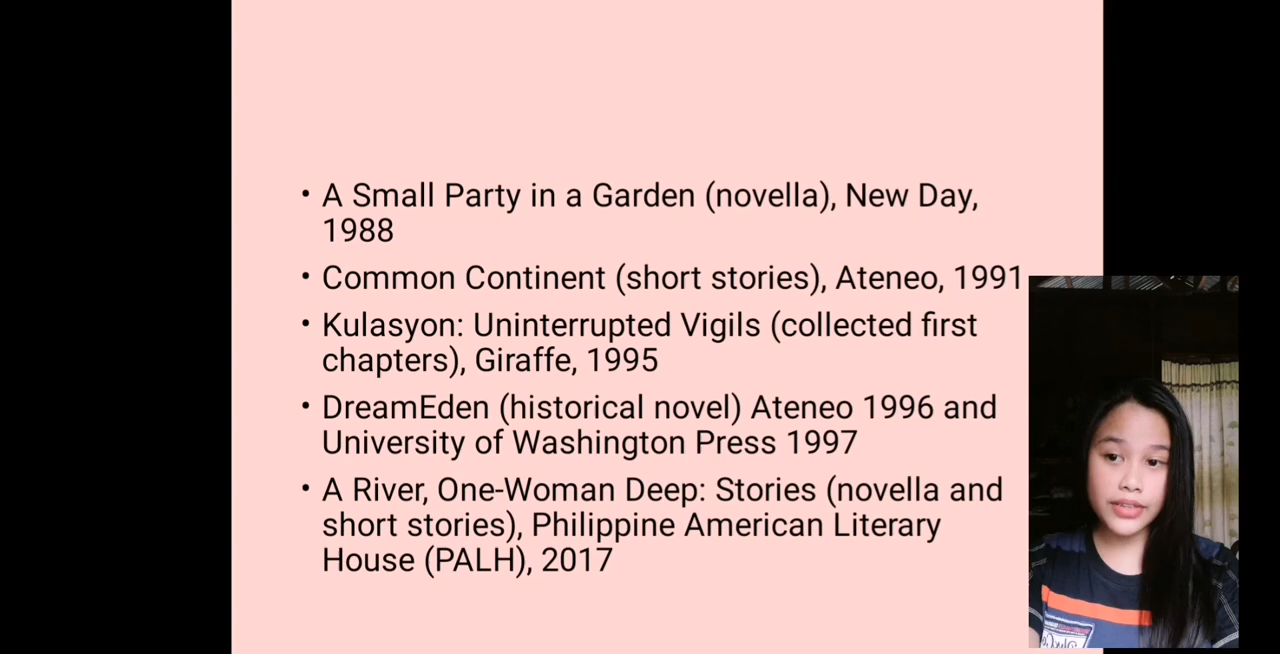 • A Small Party in a Garden (novella), New Day,
1988
• Common Continent (short stories), Ateneo, 1991
• Kulasyon: Uninterrupted Vigils (collected first
chapters), Giraffe, 1995
• DreamEden (historical novel) Ateneo 1996 and
University of Washington Press 1997
• A River, One-Woman Deep: Stories (novella and
short stories), Philippine American Literary
House (PALH), 2017